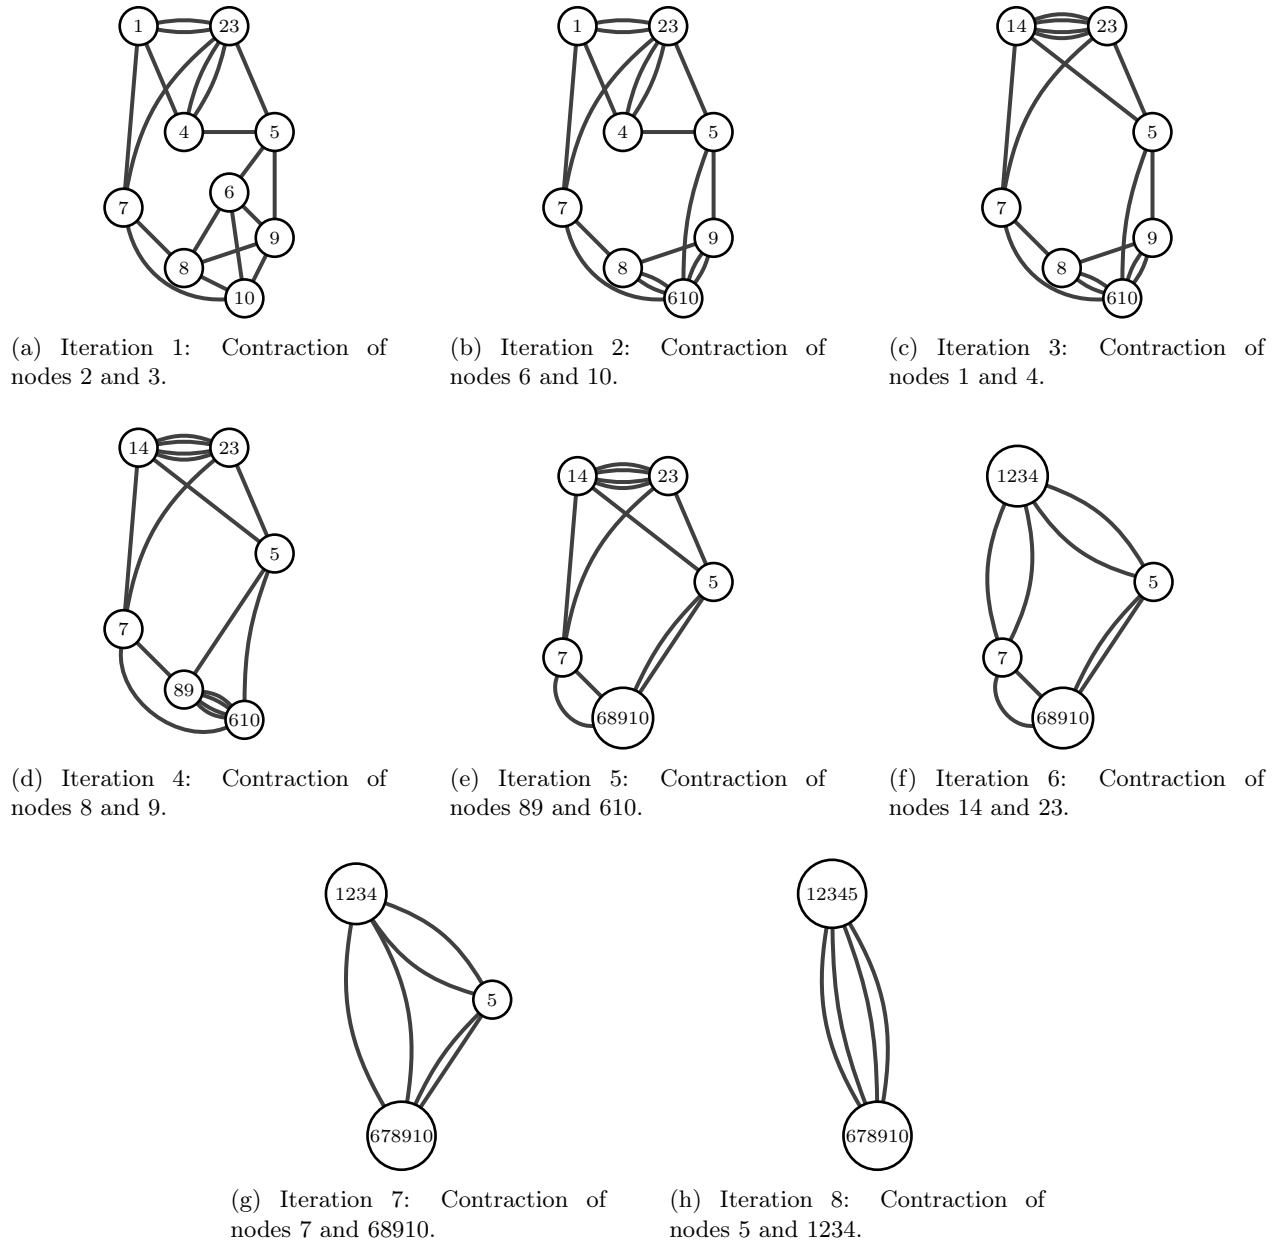 1 23
4 5
6
7
9
8
10
(a) Iteration 1: Contraction of
nodes 2 and 3.
1 23
4 5
7
9
8
610
(b) Iteration 2: Contraction of
nodes 6 and 10.
14 23
5
7
9
8
610
(c) Iteration 3: Contraction of
nodes 1 and 4.
14 23
5
7
89
610
(d) Iteration 4: Contraction of
nodes 8 and 9.
14 23
5
7
68910
(e) Iteration 5: Contraction of
nodes 89 and 610.
1234
5
7
68910
(f) Iteration 6: Contraction of
nodes 14 and 23.
1234
5
678910
(g) Iteration 7: Contraction of
nodes 7 and 68910.
12345
678910
(h) Iteration 8: Contraction of
nodes 5 and 1234.